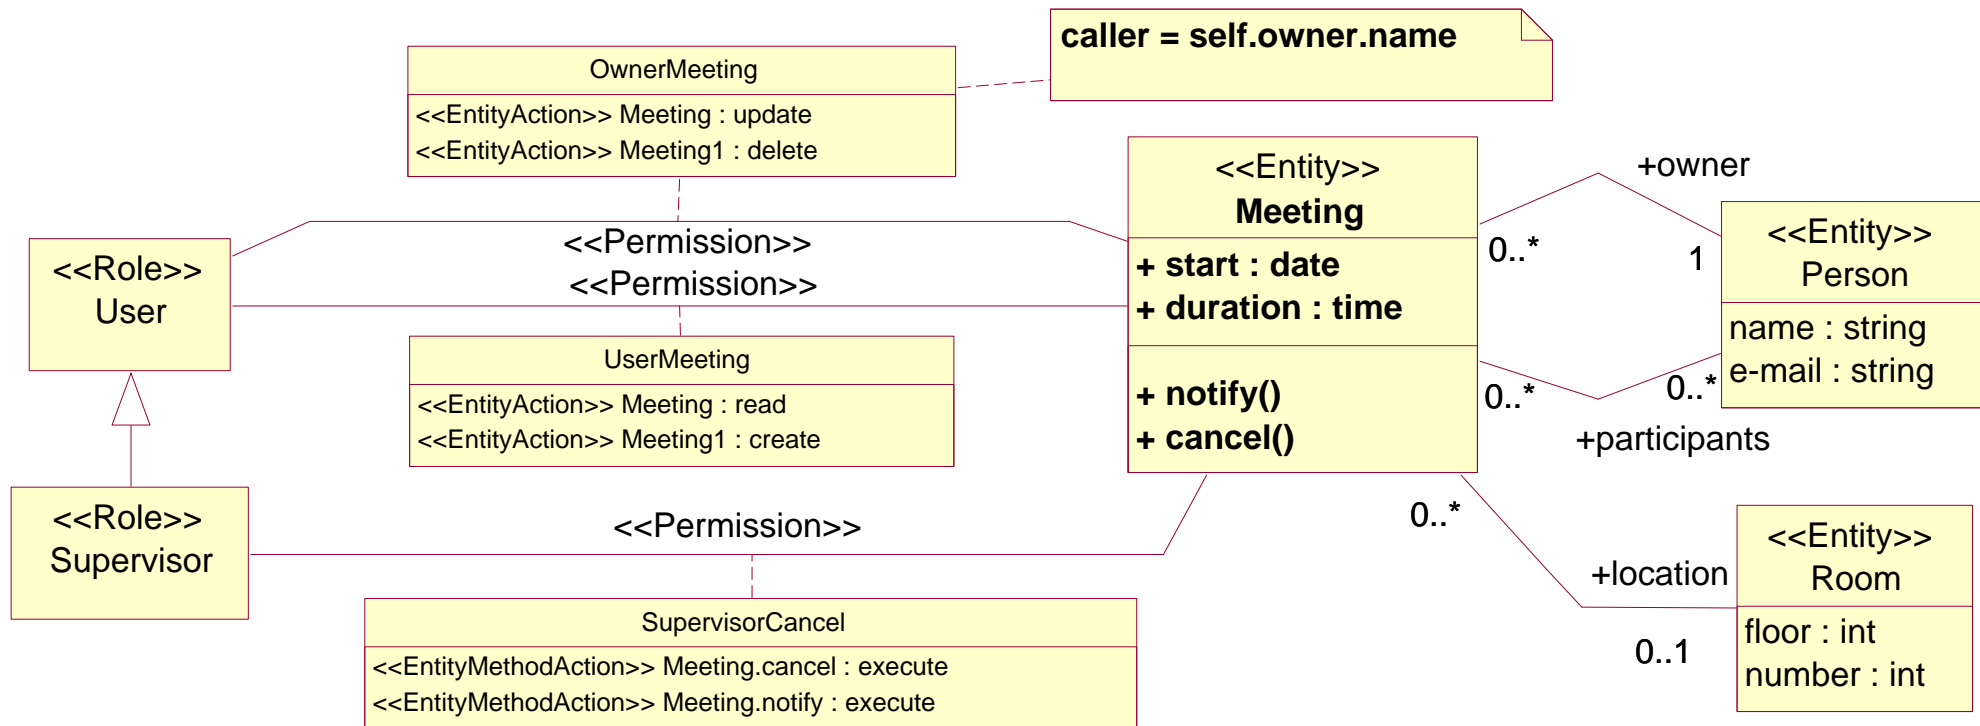 caller = self.owner.name
OwnerMeeting
<<EntityAction>> Meeting : update
<<EntityAction>> Meeting1 : delete
<<Permission>>
<<Permission>>
<<Role>>
User
UserMeeting
<<EntityAction>> Meeting : read
<<EntityAction>> Meeting1 : create
<<Role>>
Supervisor
<<Permission>>
SupervisorCancel
<<EntityMethodAction>> Meeting.cancel : execute
<<EntityMethodAction>> Meeting.notify : execute
<<Entity>>
Meeting
+ start : date
+ duration : time
+ notify()
+ cancel()
+owner
0..*
1
<<Entity>>
Person
name : string
e-mail : string
0..*
0..*
+participants
0..*
+location
0..1
<<Entity>>
Room
floor : int
number : int